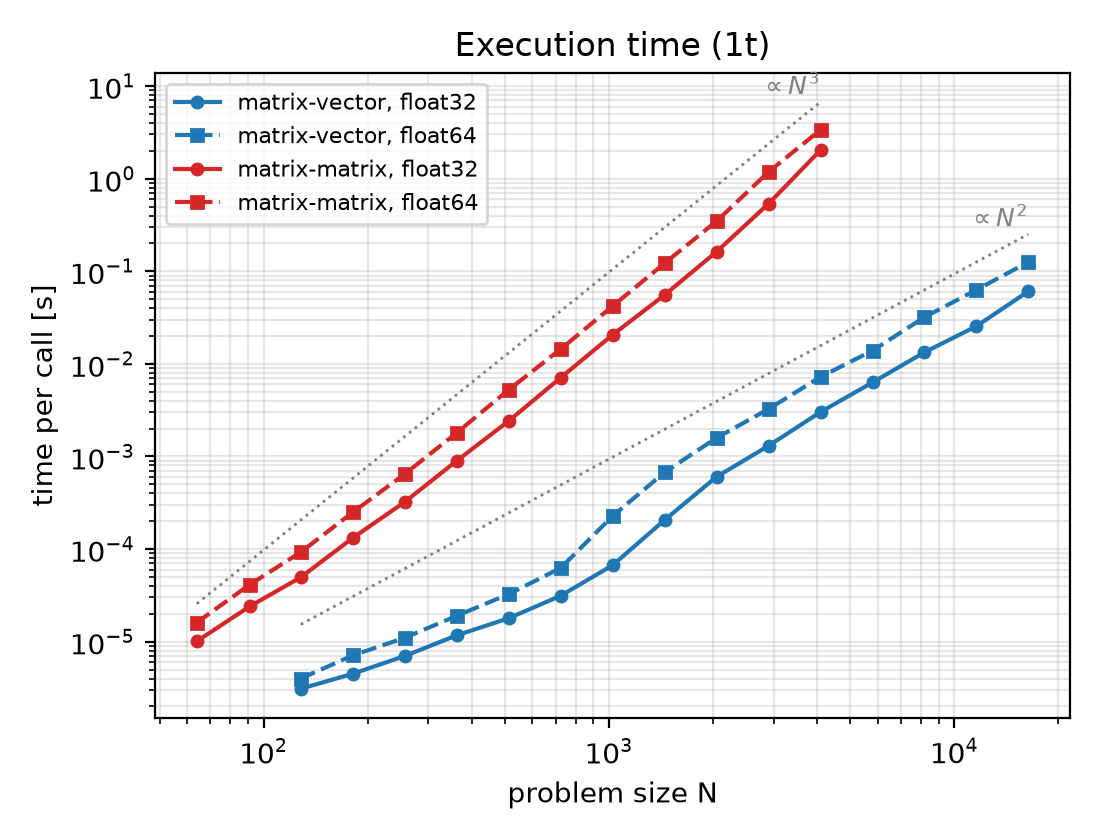 Execution time (1t)
matrix-vector, float32
matrix-vector, float64
matrix-matrix, float32
matrix-matrix, float64
∝ N³
∝ N²
10¹
10⁰
10⁻¹
10⁻²
10⁻³
10⁻⁴
10⁻⁵
time per call [s]
10² 10³ 10⁴
problem size N